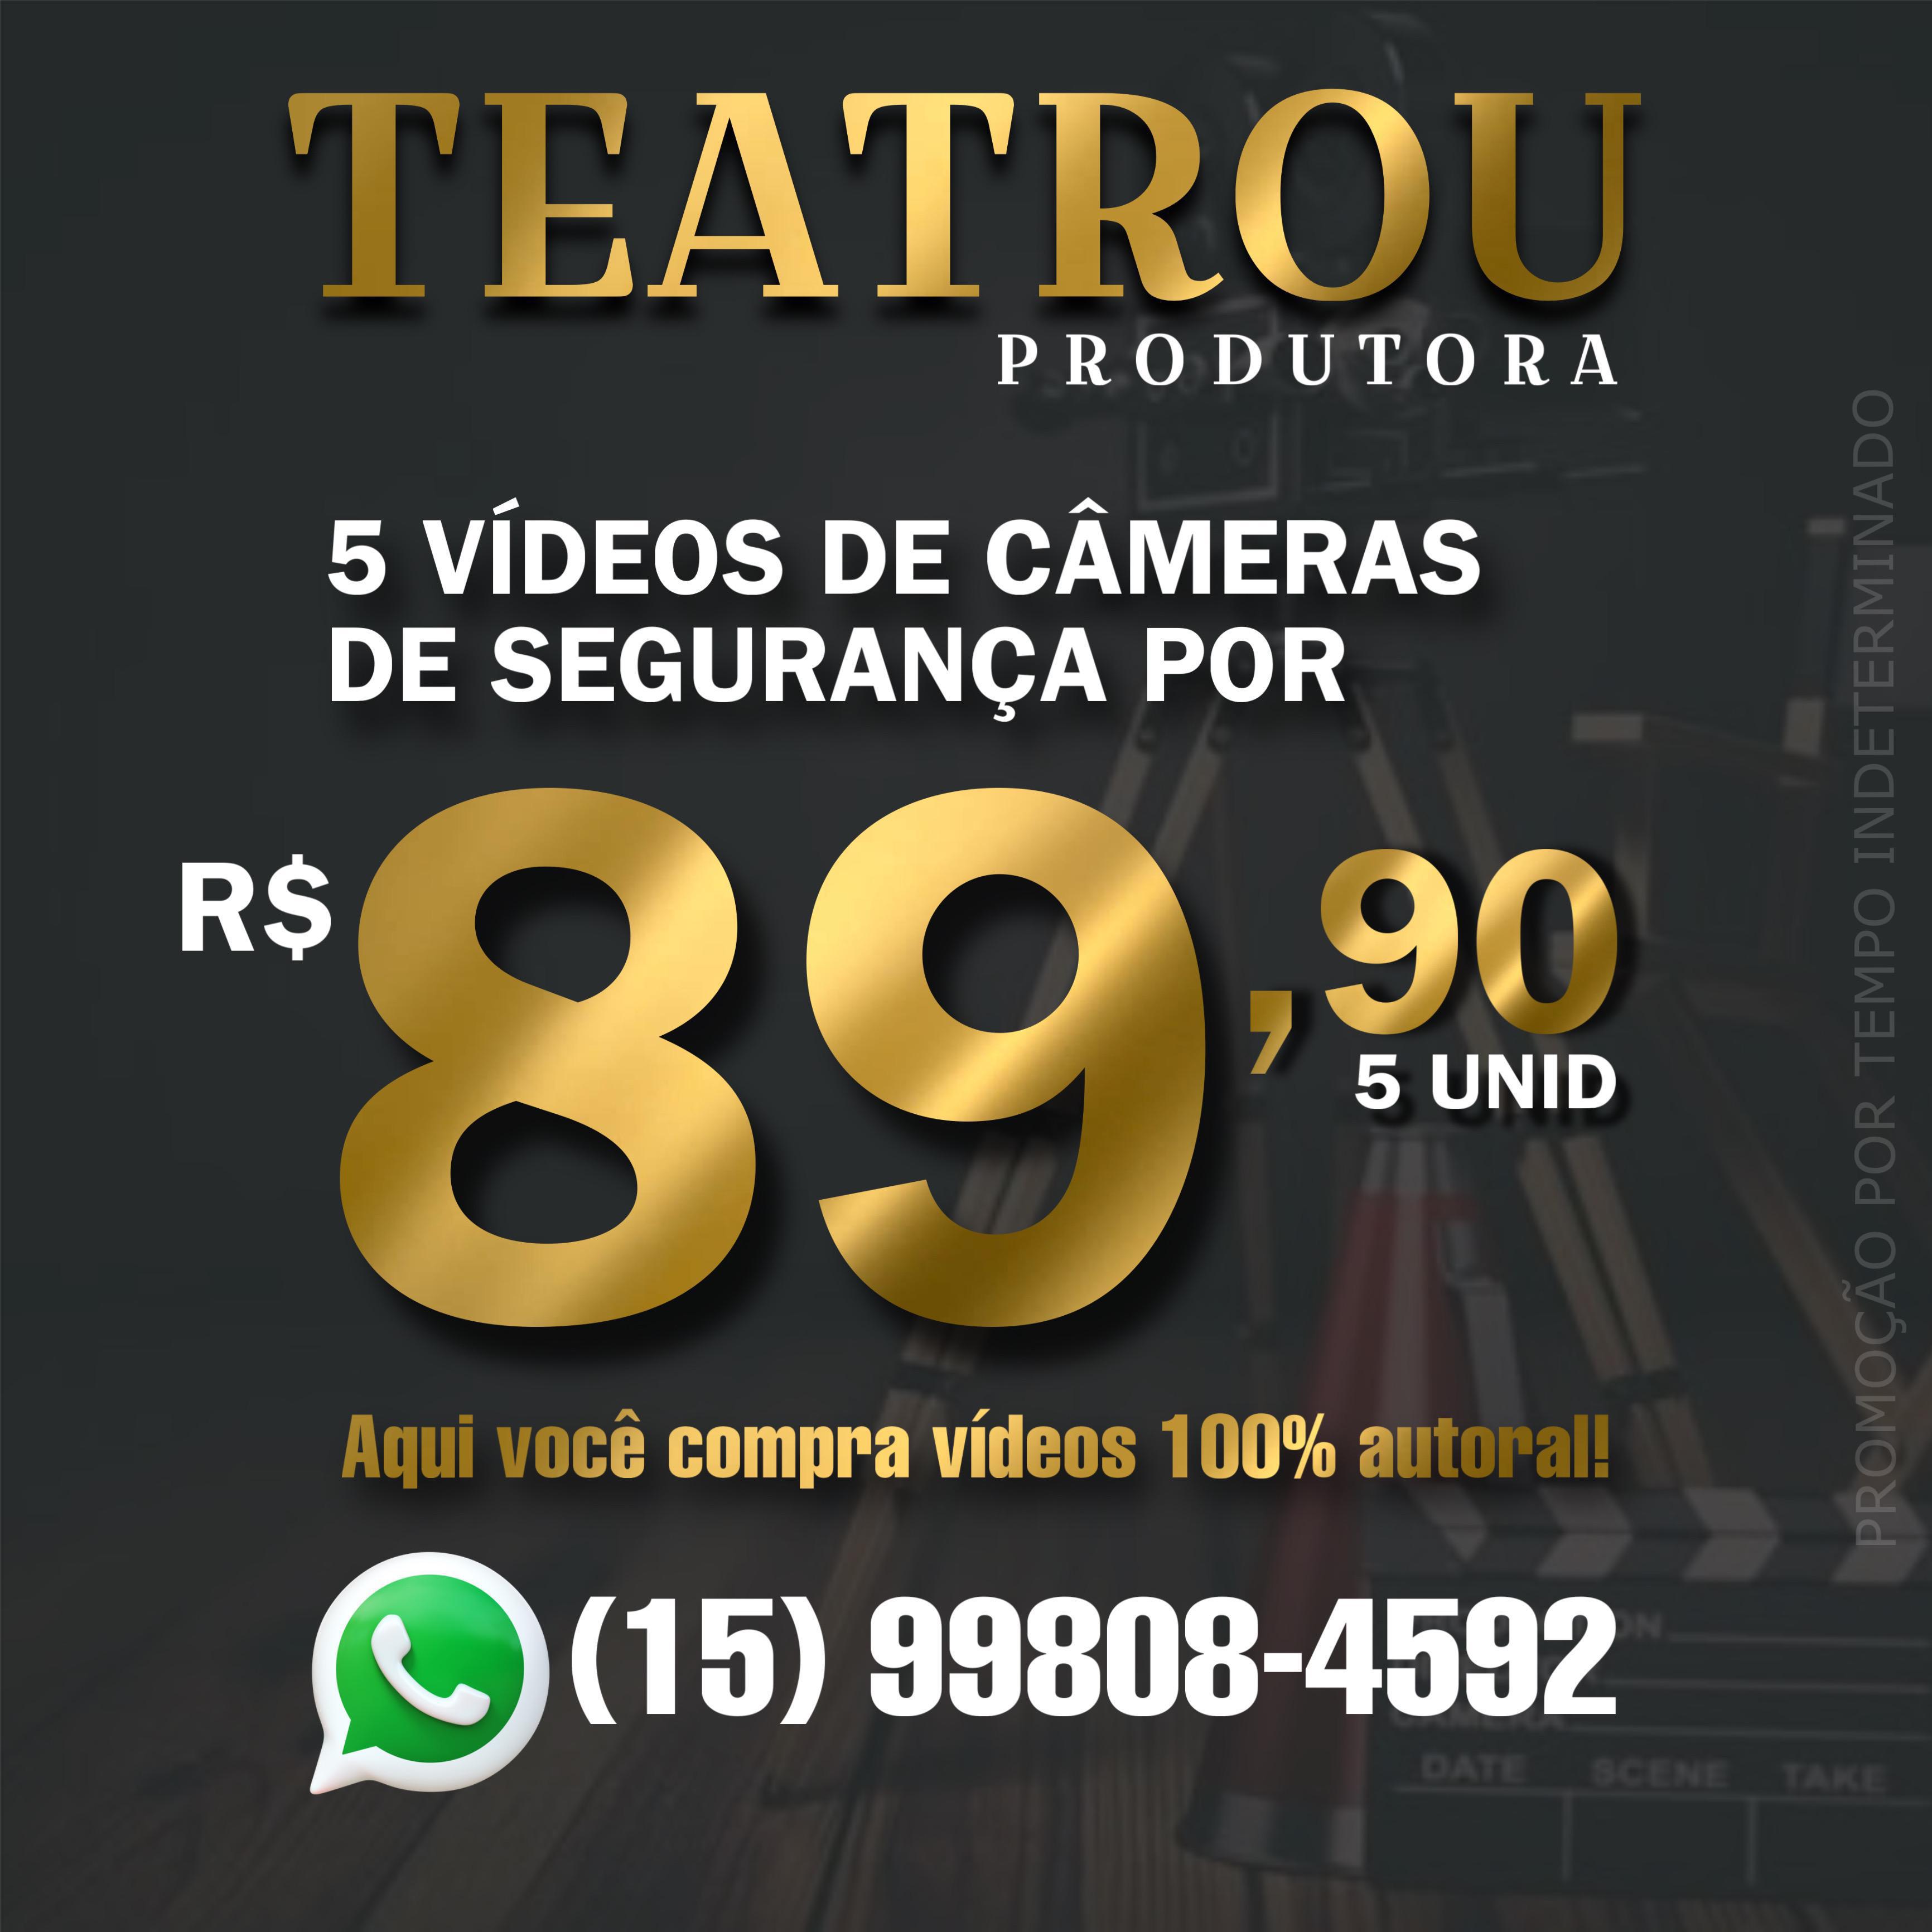 TEATROU
PRODUTORA
5 VÍDEOS DE CÂMERAS
DE SEGURANÇA POR
R$ 89,90
5 UNID
Aqui você compra vídeos 100% autoral!
(15) 99808-4592
PROMOÇÃO POR TEMPO INDETERMINADO
DATE SCENE TAKE